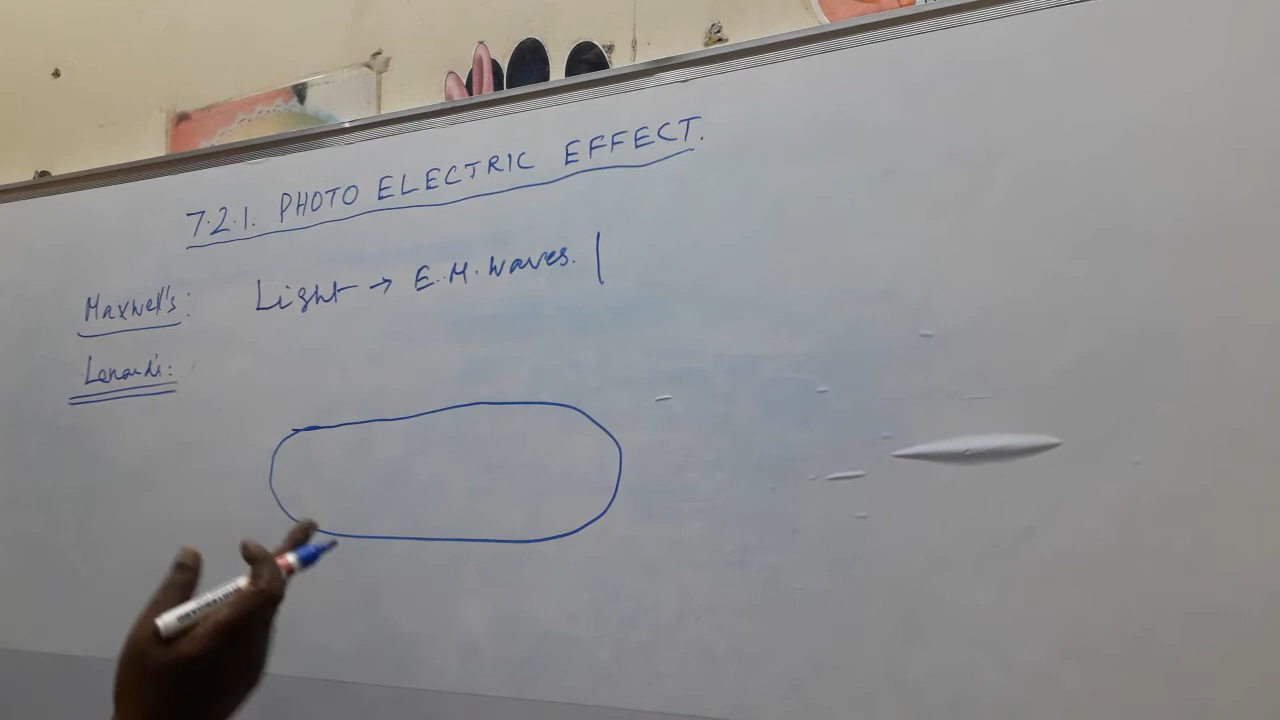 7.2.1. PHOTO ELECTRIC EFFECT.
Maxwell's: Light → E.M. Waves. |
Lenard's: